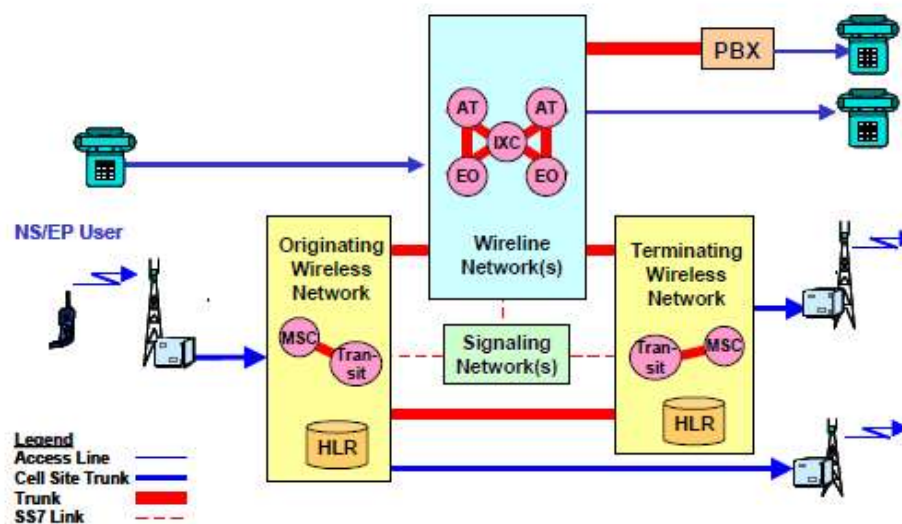 PBX
AT
AT
IXC
EO
EO
Wireline
Network(s)
NS/EP User
Originating
Wireless
Network
MSC
Tran-
sit
HLR
Terminating
Wireless
Network
Tran-
sit
MSC
HLR
Signaling
Network(s)
Legend
Access Line
Cell Site Trunk
Trunk
SS7 Link